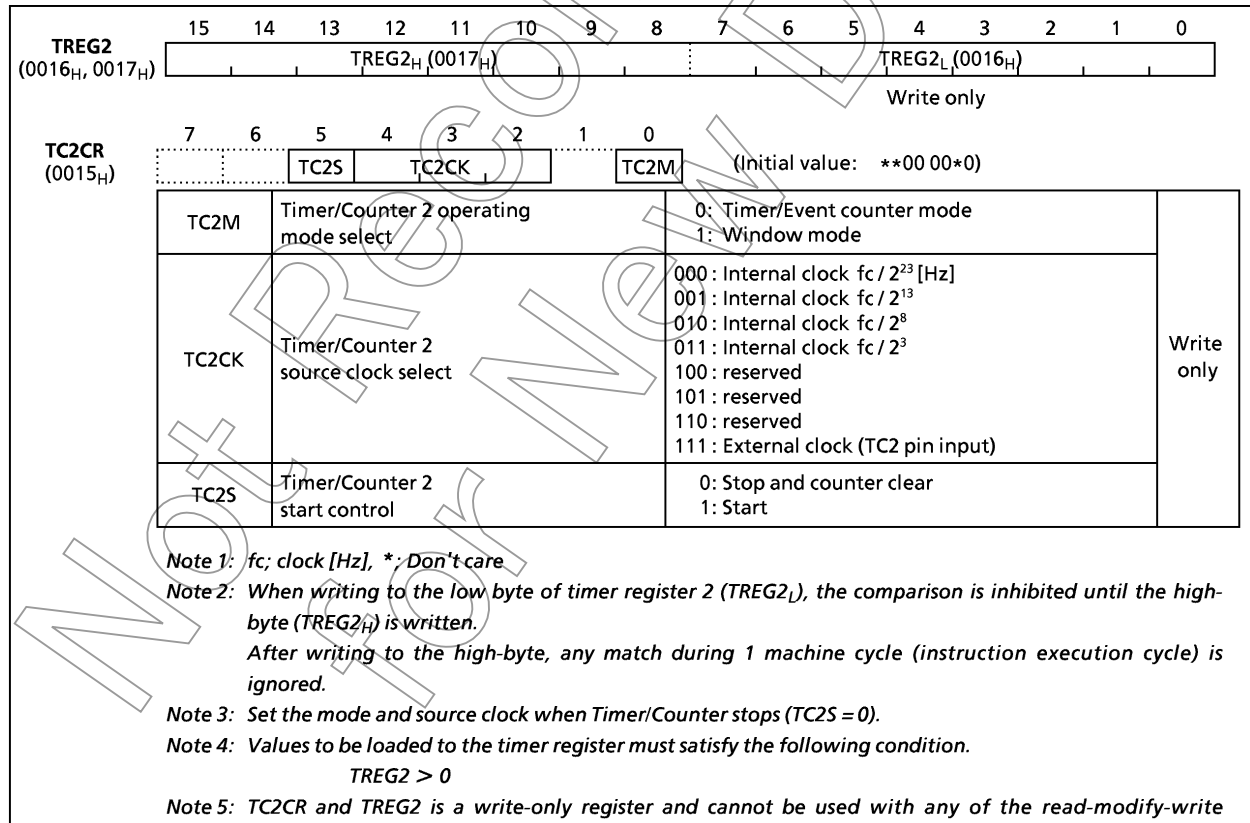 15 14 13 12 11 10 9 8 7 6 5 4 3 2 1 0
TREG2
(0016H, 0017H)
TREG2H (0017H) TREG2L (0016H)
Write only
7 6 5 4 3 2 1 0
TC2CR
(0015H)
TC2S TC2CK TC2M (Initial value: **00 00*0)
TC2M Timer/Counter 2 operating mode select
0: Timer/Event counter mode
1: Window mode
TC2CK Timer/Counter 2 source clock select
000 : Internal clock fc / 2²³ [Hz]
001 : Internal clock fc / 2¹³
010 : Internal clock fc / 2⁸
011 : Internal clock fc / 2³
100 : reserved
101 : reserved
110 : reserved
111 : External clock (TC2 pin input)
Write only
TC2S Timer/Counter 2 start control
0: Stop and counter clear
1: Start
Note 1: fc; clock [Hz], *; Don't care
Note 2: When writing to the low byte of timer register 2 (TREG2L), the comparison is inhibited until the high-
byte (TREG2H) is written.
After writing to the high-byte, any match during 1 machine cycle (instruction execution cycle) is
ignored.
Note 3: Set the mode and source clock when Timer/Counter stops (TC2S = 0).
Note 4: Values to be loaded to the timer register must satisfy the following condition.
TREG2 > 0
Note 5: TC2CR and TREG2 is a write-only register and cannot be used with any of the read-modify-write
Not Recom
for New D